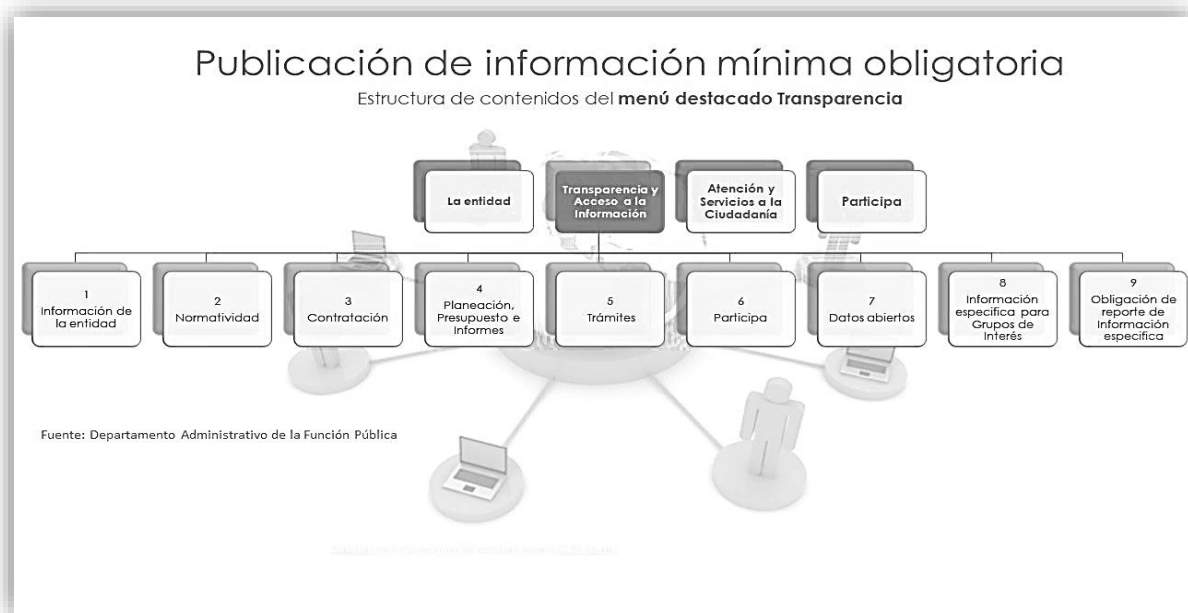 Publicación de información mínima obligatoria
Estructura de contenidos del menú destacado Transparencia
La entidad
Transparencia y
Acceso a la
Información
Atención y
Servicios a la
Ciudadanía
Participa
1
Información de
la entidad
2
Normatividad
3
Contratación
4
Planeación,
Presupuesto e
Informes
5
Trámites
6
Participa
7
Datos abiertos
8
Información
especifica para
Grupos de
Interés
9
Obligación de
reporte de
Información
especifica
Fuente: Departamento Administrativo de la Función Pública